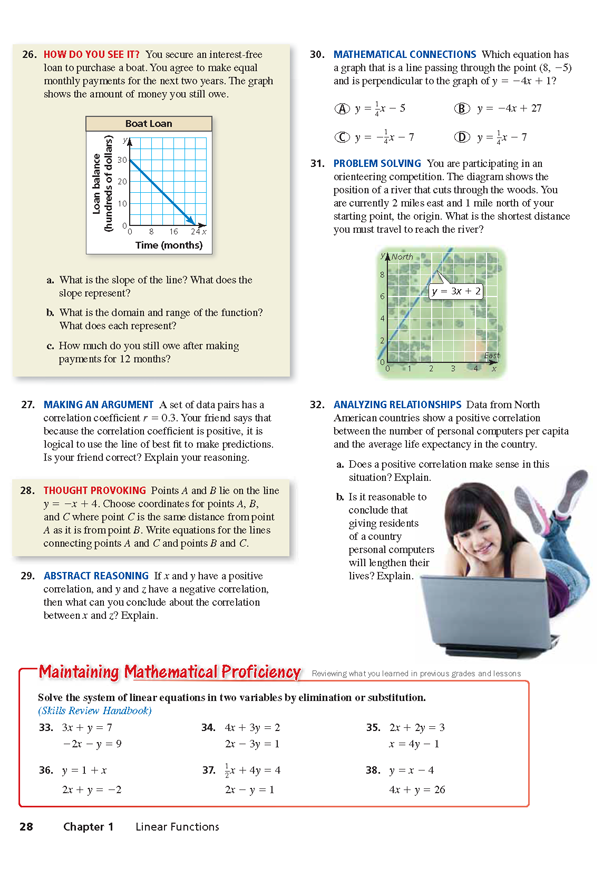 26. HOW DO YOU SEE IT? You secure an interest-free
loan to purchase a boat. You agree to make equal
monthly payments for the next two years. The graph
shows the amount of money you still owe.
Boat Loan
Loan balance
(hundreds of dollars)
y
30
20
10
0
0 8 16 24 x
Time (months)
a. What is the slope of the line? What does the
slope represent?
b. What is the domain and range of the function?
What does each represent?
c. How much do you still owe after making
payments for 12 months?
27. MAKING AN ARGUMENT A set of data pairs has a
correlation coefficient r = 0.3. Your friend says that
because the correlation coefficient is positive, it is
logical to use the line of best fit to make predictions.
Is your friend correct? Explain your reasoning.
28. THOUGHT PROVOKING Points A and B lie on the line
y = −x + 4. Choose coordinates for points A, B,
and C where point C is the same distance from point
A as it is from point B. Write equations for the lines
connecting points A and C and points B and C.
29. ABSTRACT REASONING If x and y have a positive
correlation, and y and z have a negative correlation,
then what can you conclude about the correlation
between x and z? Explain.
30. MATHEMATICAL CONNECTIONS Which equation has
a graph that is a line passing through the point (8, −5)
and is perpendicular to the graph of y = −4x + 1?
A y = 1/4x − 5 B y = −4x + 27
C y = −1/4x − 7 D y = 1/4x − 7
31. PROBLEM SOLVING You are participating in an
orienteering competition. The diagram shows the
position of a river that cuts through the woods. You
are currently 2 miles east and 1 mile north of your
starting point, the origin. What is the shortest distance
you must travel to reach the river?
y North
8
6
4
2
0
y = 3x + 2
East
0 1 2 3 4 x
32. ANALYZING RELATIONSHIPS Data from North
American countries show a positive correlation
between the number of personal computers per capita
and the average life expectancy in the country.
a. Does a positive correlation make sense in this
situation? Explain.
b. Is it reasonable to
conclude that
giving residents
of a country
personal computers
will lengthen their
lives? Explain.
Maintaining Mathematical Proficiency Reviewing what you learned in previous grades and lessons
Solve the system of linear equations in two variables by elimination or substitution.
(Skills Review Handbook)
33. 3x + y = 7 34. 4x + 3y = 2 35. 2x + 2y = 3
−2x − y = 9 2x − 3y = 1 x = 4y − 1
36. y = 1 + x 37. 1/2x + 4y = 4 38. y = x − 4
2x + y = −2 2x − y = 1 4x + y = 26
28 Chapter 1 Linear Functions